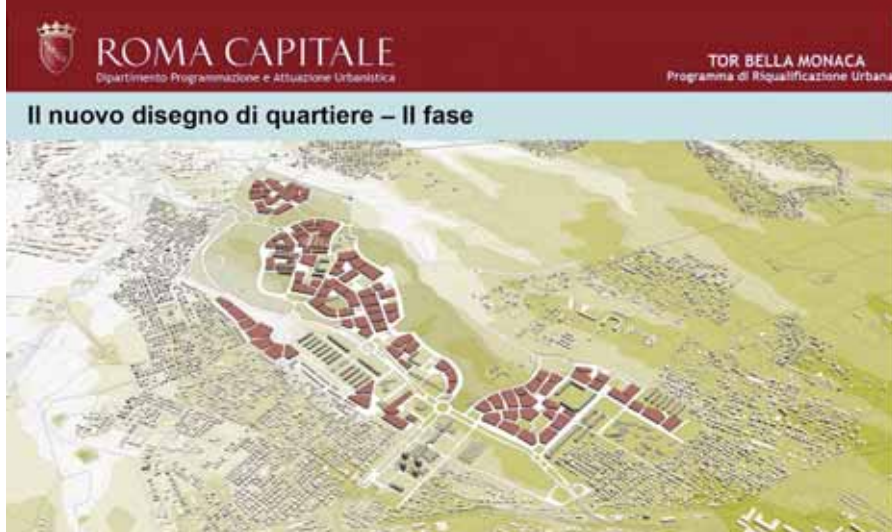 ROMA CAPITALE
Dipartimento Programmazione e Attuazione Urbanistica
TOR BELLA MONACA
Programma di Riqualificazione Urbana
Il nuovo disegno di quartiere – II fase